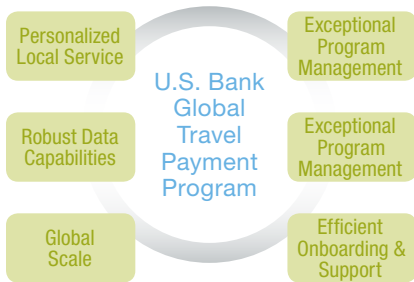 Personalized
Local Service
Robust Data
Capabilities
Global
Scale
U.S. Bank
Global
Travel
Payment
Program
Exceptional
Program
Management
Exceptional
Program
Management
Efficient
Onboarding &
Support